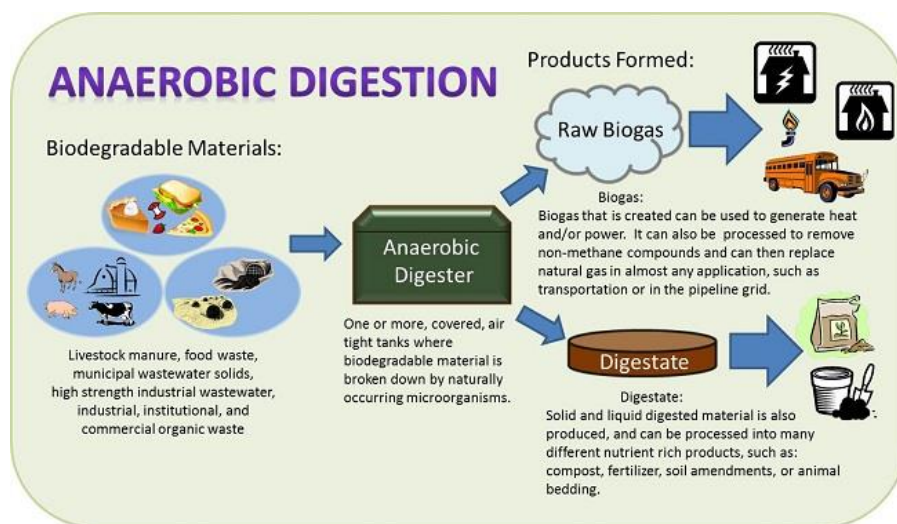 ANAEROBIC DIGESTION
Biodegradable Materials:
Livestock manure, food waste,
municipal wastewater solids,
high strength industrial wastewater,
industrial, institutional, and
commercial organic waste
Anaerobic
Digester
One or more, covered, air
tight tanks where
biodegradable material is
broken down by naturally
occurring microorganisms.
Products Formed:
Raw Biogas
Biogas:
Biogas that is created can be used to generate heat
and/or power. It can also be processed to remove
non-methane compounds and can then replace
natural gas in almost any application, such as
transportation or in the pipeline grid.
Digestate
Digestate:
Solid and liquid digested material is also
produced, and can be processed into many
different nutrient rich products, such as:
compost, fertilizer, soil amendments, or animal
bedding.